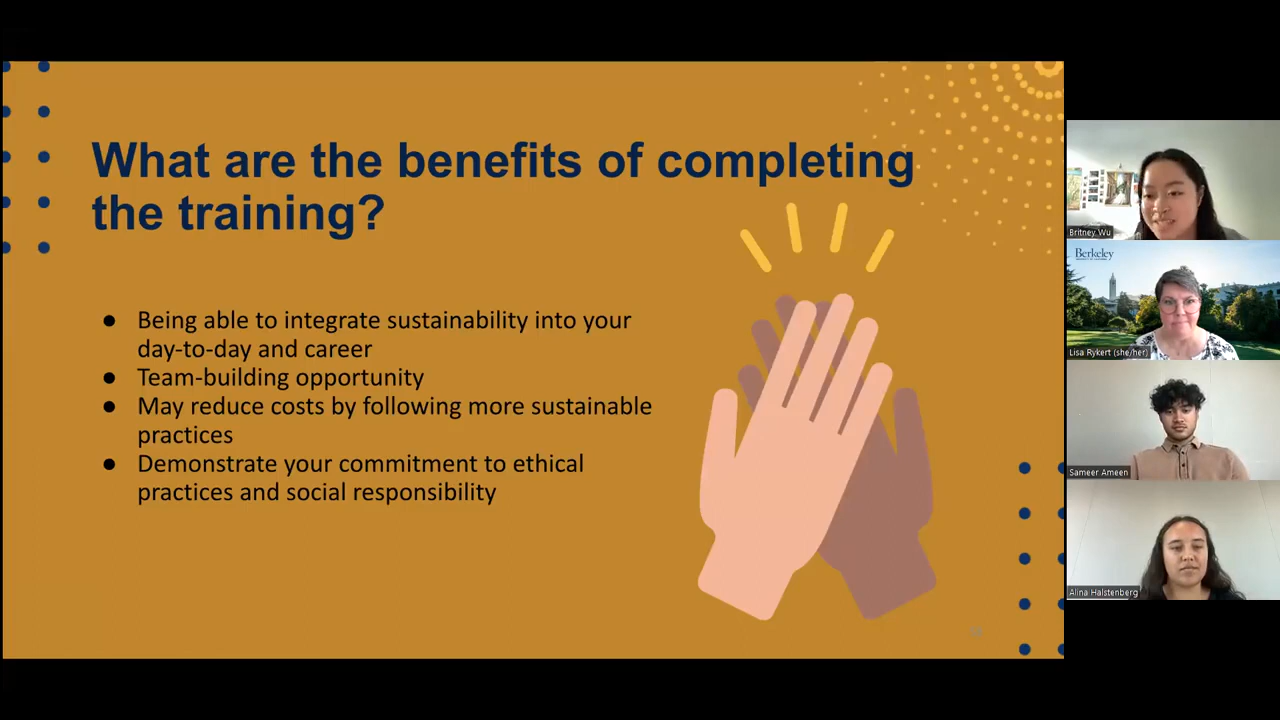 What are the benefits of completing
the training?
● Being able to integrate sustainability into your
day-to-day and career
● Team-building opportunity
● May reduce costs by following more sustainable
practices
● Demonstrate your commitment to ethical
practices and social responsibility
Britney Wu
Berkeley
Lisa Rykert (she/her)
Sameer Ameen
Alina Halstenberg